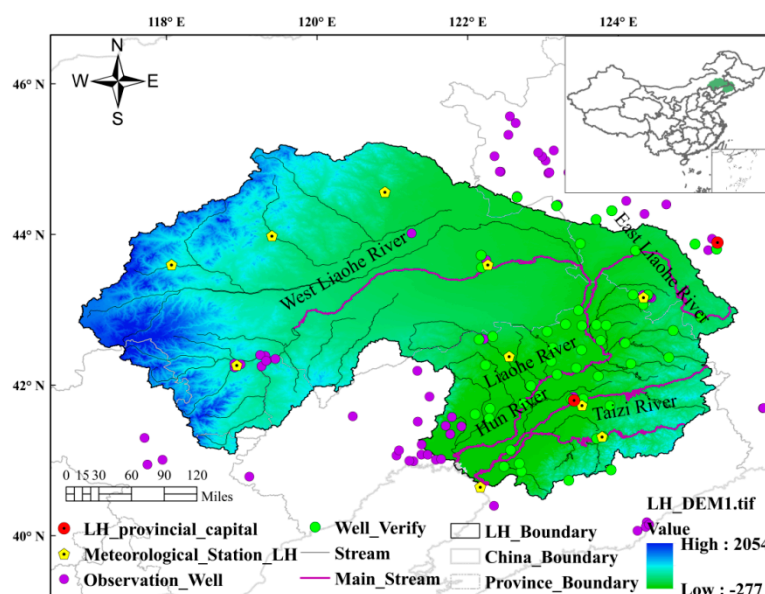 118° E 120° E 122° E 124° E
46° N
44° N
42° N
40° N
N
W E
S
West Liaohe River
East Liaohe River
Liaohe River
Hun River
Taizi River
0 15 30 60 90 120
Miles
LH_provincial_capital
Meteorological_Station_LH
Observation_Well
Well_Verify
Stream
Main_Stream
LH_Boundary
China_Boundary
Province_Boundary
LH_DEM1.tif
Value
High : 2054
Low : -277